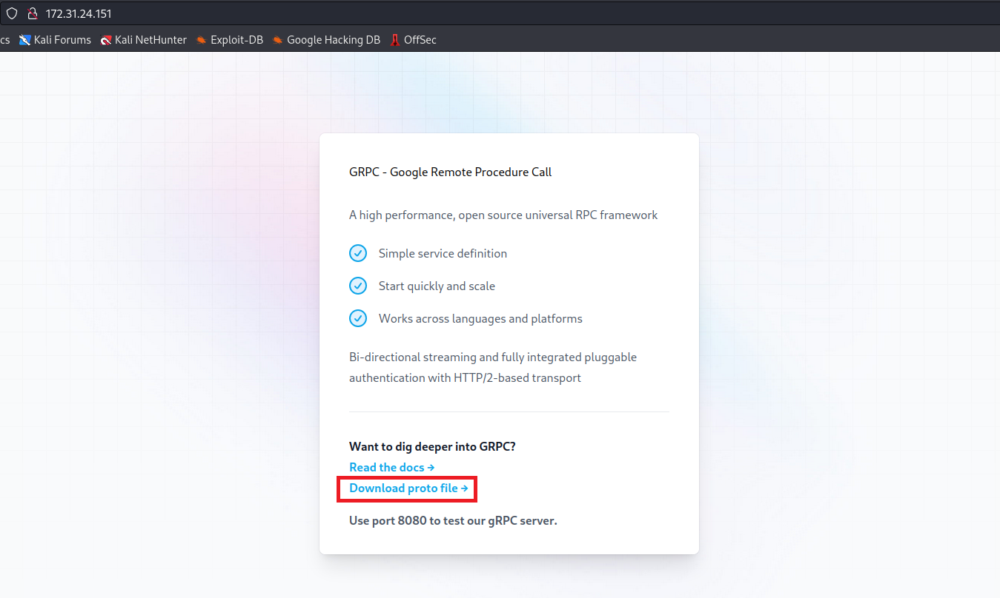 172.31.24.151
cs Kali Forums Kali NetHunter Exploit-DB Google Hacking DB OffSec
GRPC - Google Remote Procedure Call
A high performance, open source universal RPC framework
Simple service definition
Start quickly and scale
Works across languages and platforms
Bi-directional streaming and fully integrated pluggable
authentication with HTTP/2-based transport
Want to dig deeper into GRPC?
Read the docs →
Download proto file →
Use port 8080 to test our gRPC server.